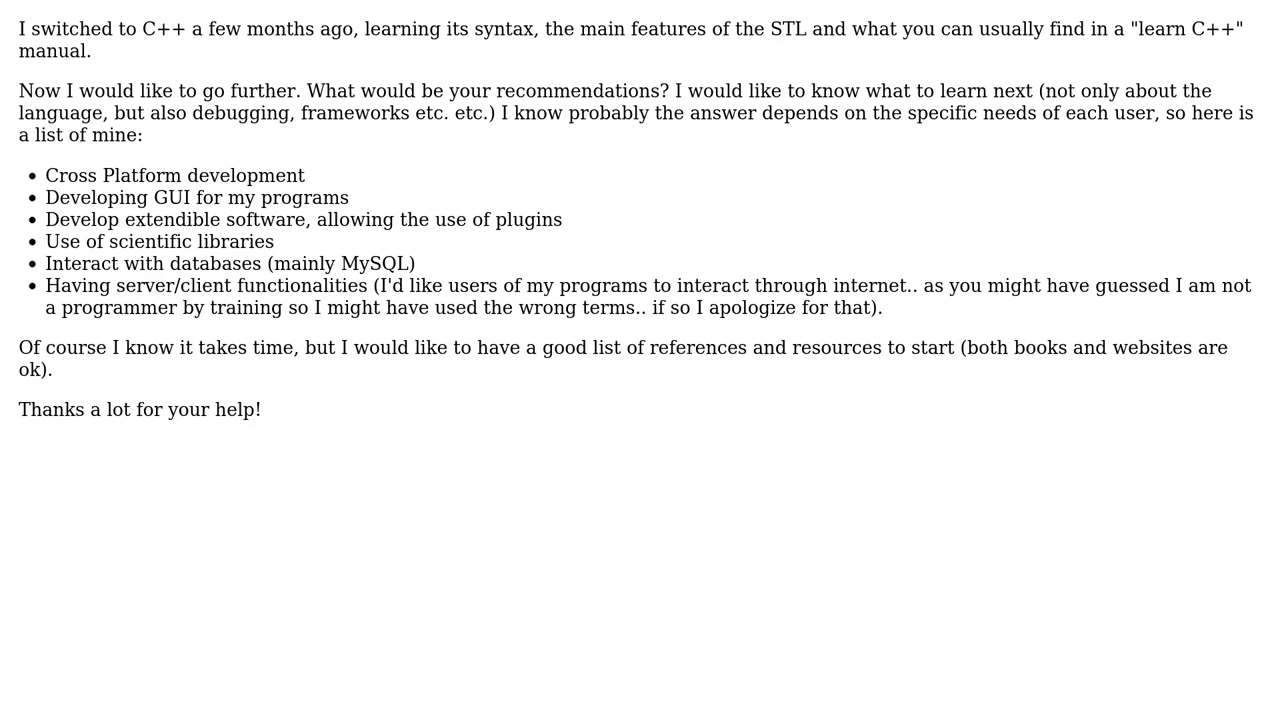 I switched to C++ a few months ago, learning its syntax, the main features of the STL and what you can usually find in a "learn C++"
manual.
Now I would like to go further. What would be your recommendations? I would like to know what to learn next (not only about the
language, but also debugging, frameworks etc. etc.) I know probably the answer depends on the specific needs of each user, so here is
a list of mine:
• Cross Platform development
• Developing GUI for my programs
• Develop extendible software, allowing the use of plugins
• Use of scientific libraries
• Interact with databases (mainly MySQL)
• Having server/client functionalities (I'd like users of my programs to interact through internet.. as you might have guessed I am not
a programmer by training so I might have used the wrong terms.. if so I apologize for that).
Of course I know it takes time, but I would like to have a good list of references and resources to start (both books and websites are
ok).
Thanks a lot for your help!